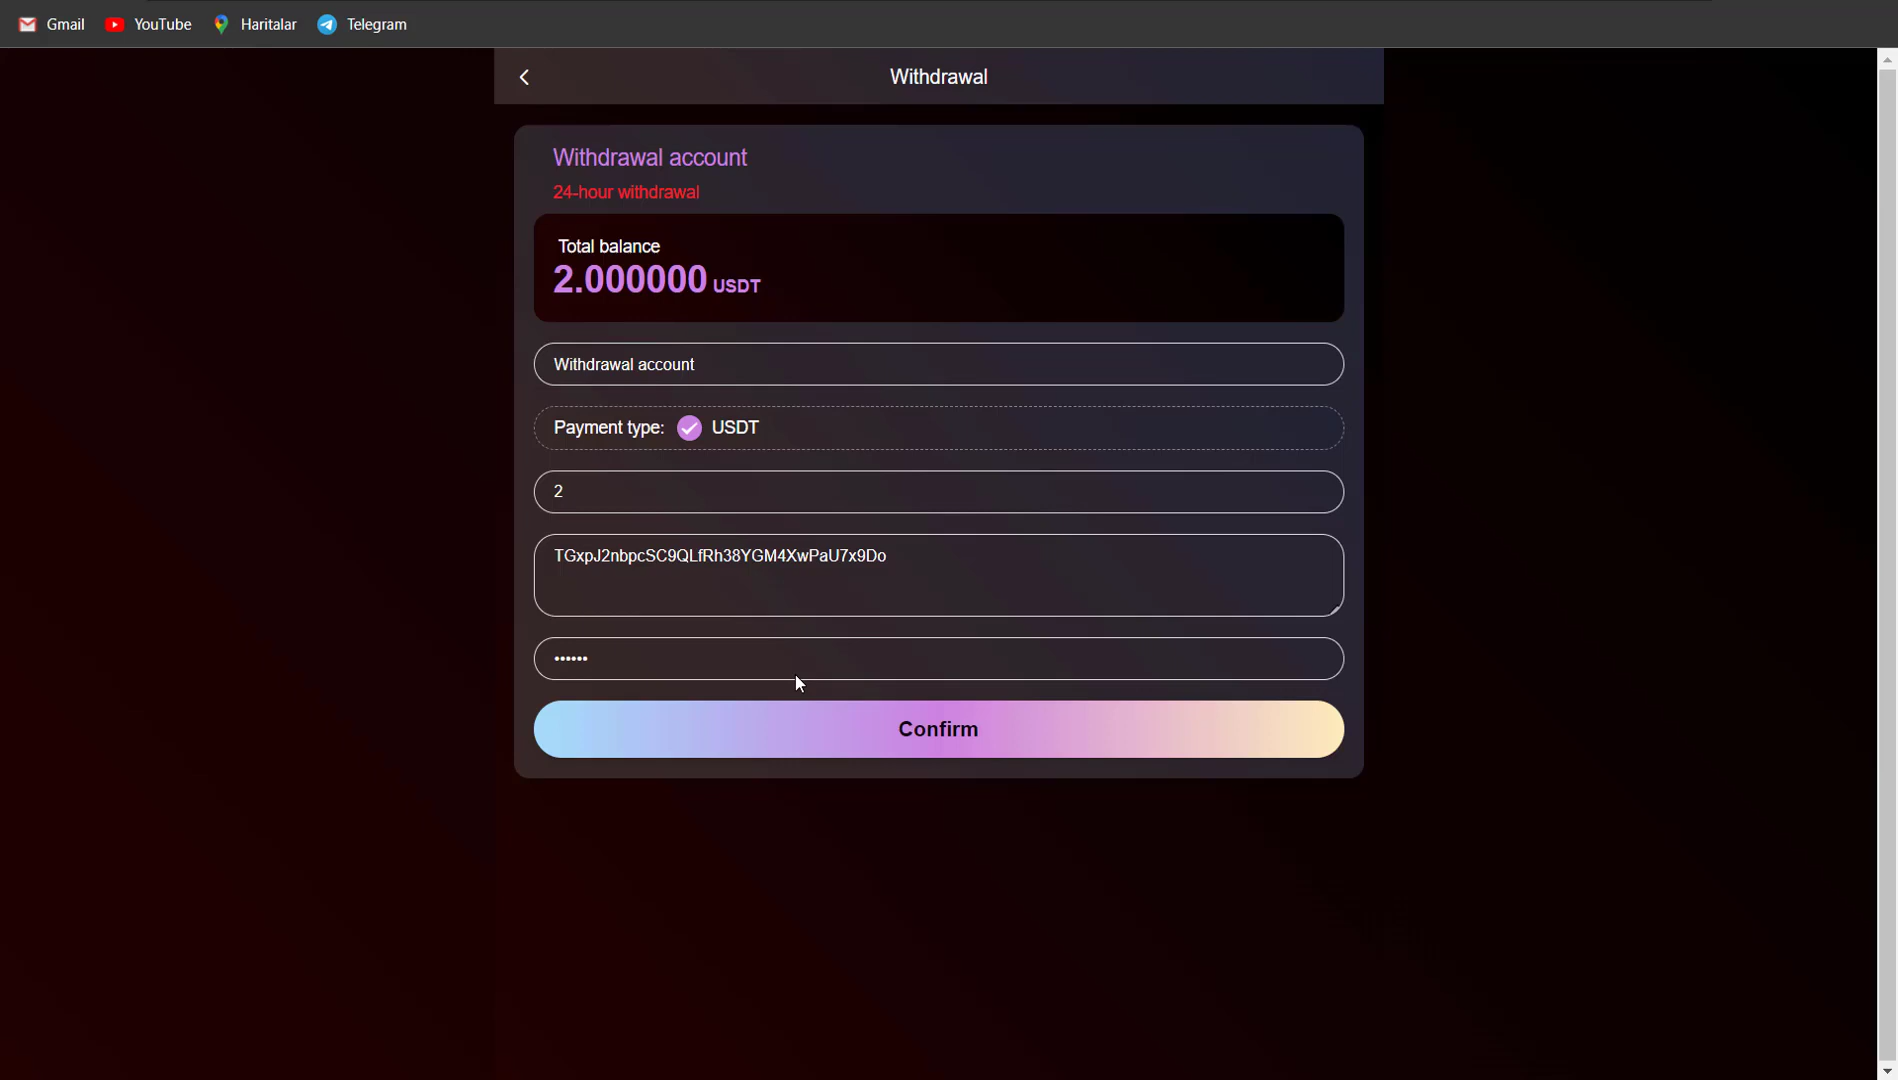 Gmail YouTube Haritalar Telegram
Withdrawal
Withdrawal account
24-hour withdrawal
Total balance
2.000000 USDT
Withdrawal account
Payment type: USDT
2
TGxpJ2nbpcSC9QLfRh38YGM4XwPaU7x9Do
••••••
Confirm